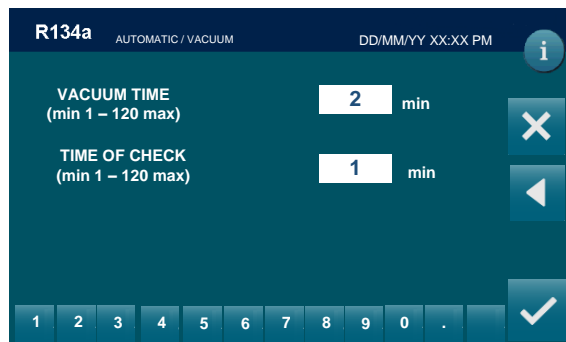 R134a AUTOMATIC / VACUUM DD/MM/YY XX:XX PM
i
VACUUM TIME 2 min
(min 1 – 120 max)
TIME OF CHECK 1 min
(min 1 – 120 max)
1 2 3 4 5 6 7 8 9 0 .